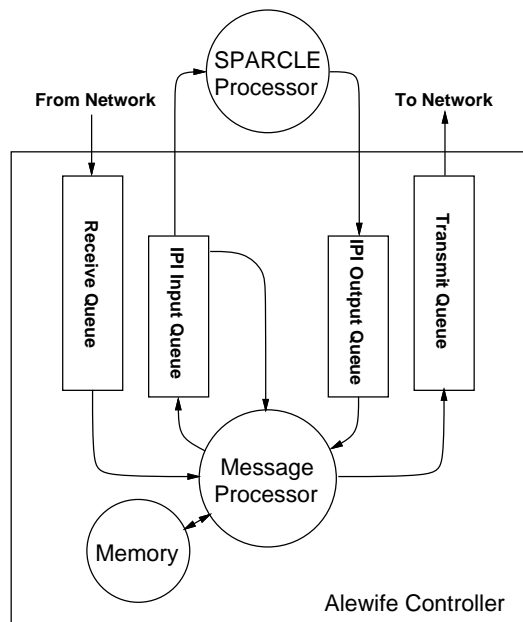 SPARCLE
Processor
From Network
To Network
Receive Queue
IPI Input Queue
IPI Output Queue
Transmit Queue
Message
Processor
Memory
Alewife Controller